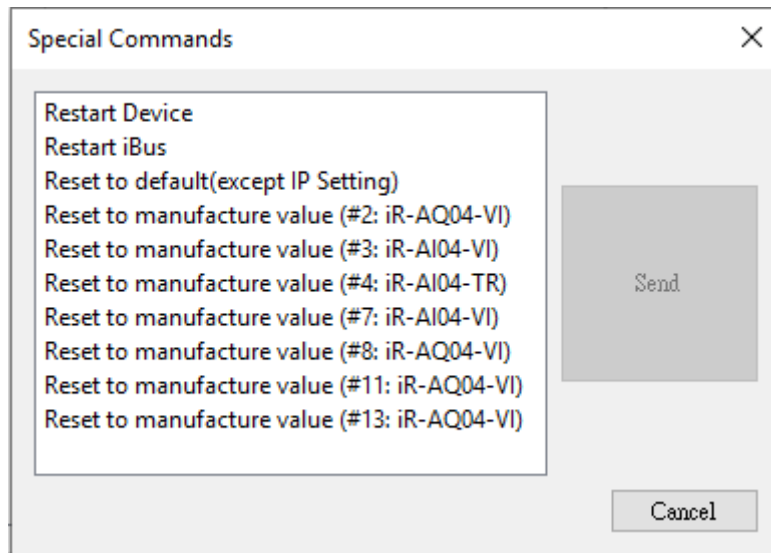 Special Commands
Restart Device
Restart iBus
Reset to default(except IP Setting)
Reset to manufacture value (#2: iR-AQ04-VI)
Reset to manufacture value (#3: iR-AI04-VI)
Reset to manufacture value (#4: iR-AI04-TR)
Reset to manufacture value (#7: iR-AI04-VI)
Reset to manufacture value (#8: iR-AQ04-VI)
Reset to manufacture value (#11: iR-AQ04-VI)
Reset to manufacture value (#13: iR-AQ04-VI)
Send
Cancel